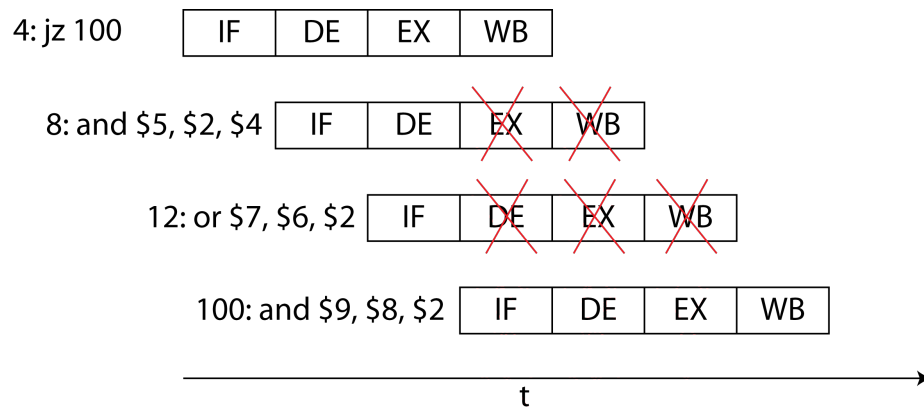 4: jz 100 IF DE EX WB
8: and $5, $2, $4 IF DE EX WB
12: or $7, $6, $2 IF DE EX WB
100: and $9, $8, $2 IF DE EX WB
t